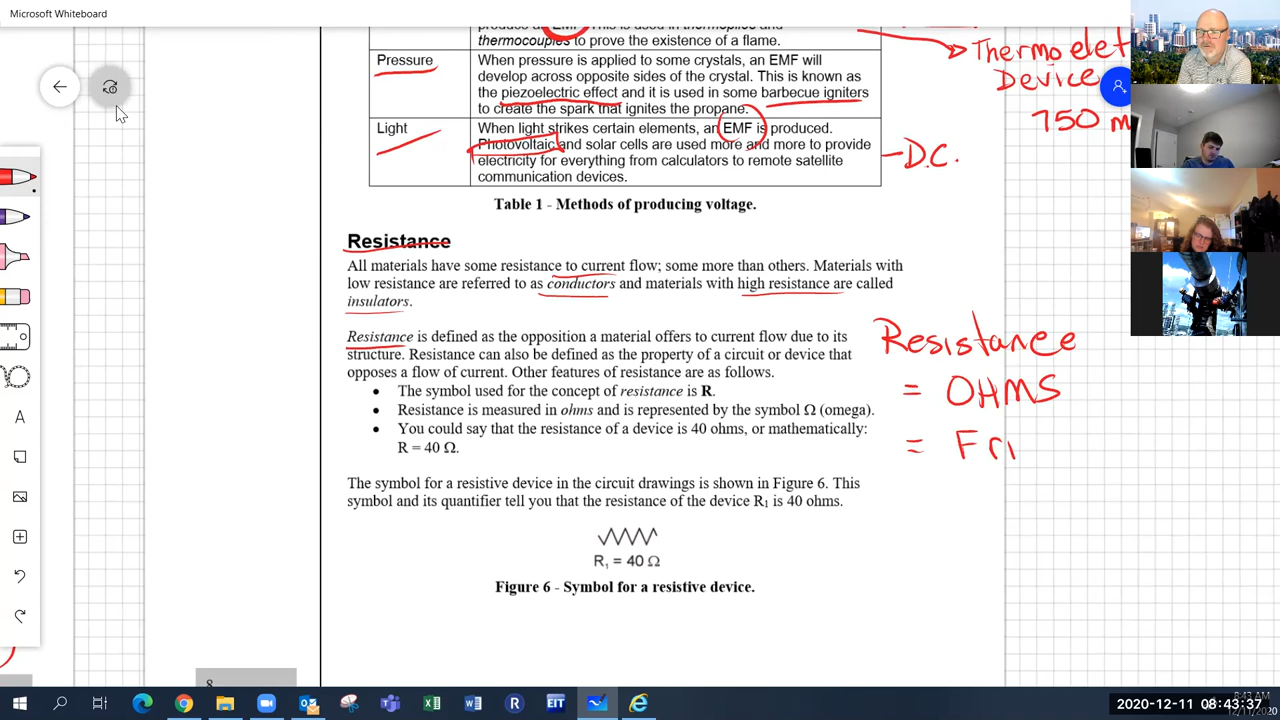 Microsoft Whiteboard
thermocouples to prove the existence of a flame.
Pressure
When pressure is applied to some crystals, an EMF will
develop across opposite sides of the crystal. This is known as
the piezoelectric effect and it is used in some barbecue igniters
to create the spark that ignites the propane.
Light
When light strikes certain elements, an EMF is produced.
Photovoltaic and solar cells are used more and more to provide
electricity for everything from calculators to remote satellite
communication devices.
Thermo elet
Device
750 m
D.C.
Table 1 - Methods of producing voltage.
Resistance
All materials have some resistance to current flow; some more than others. Materials with
low resistance are referred to as conductors and materials with high resistance are called
insulators.
Resistance is defined as the opposition a material offers to current flow due to its
structure. Resistance can also be defined as the property of a circuit or device that
opposes a flow of current. Other features of resistance are as follows.
• The symbol used for the concept of resistance is R.
• Resistance is measured in ohms and is represented by the symbol Ω (omega).
• You could say that the resistance of a device is 40 ohms, or mathematically:
R = 40 Ω.
Resistance
= OHMS
= Fri
The symbol for a resistive device in the circuit drawings is shown in Figure 6. This
symbol and its quantifier tell you that the resistance of the device R₁ is 40 ohms.
R₁ = 40 Ω
Figure 6 - Symbol for a resistive device.
8
8:43 AM
12/11/2020
2020-12-11 08:43:37